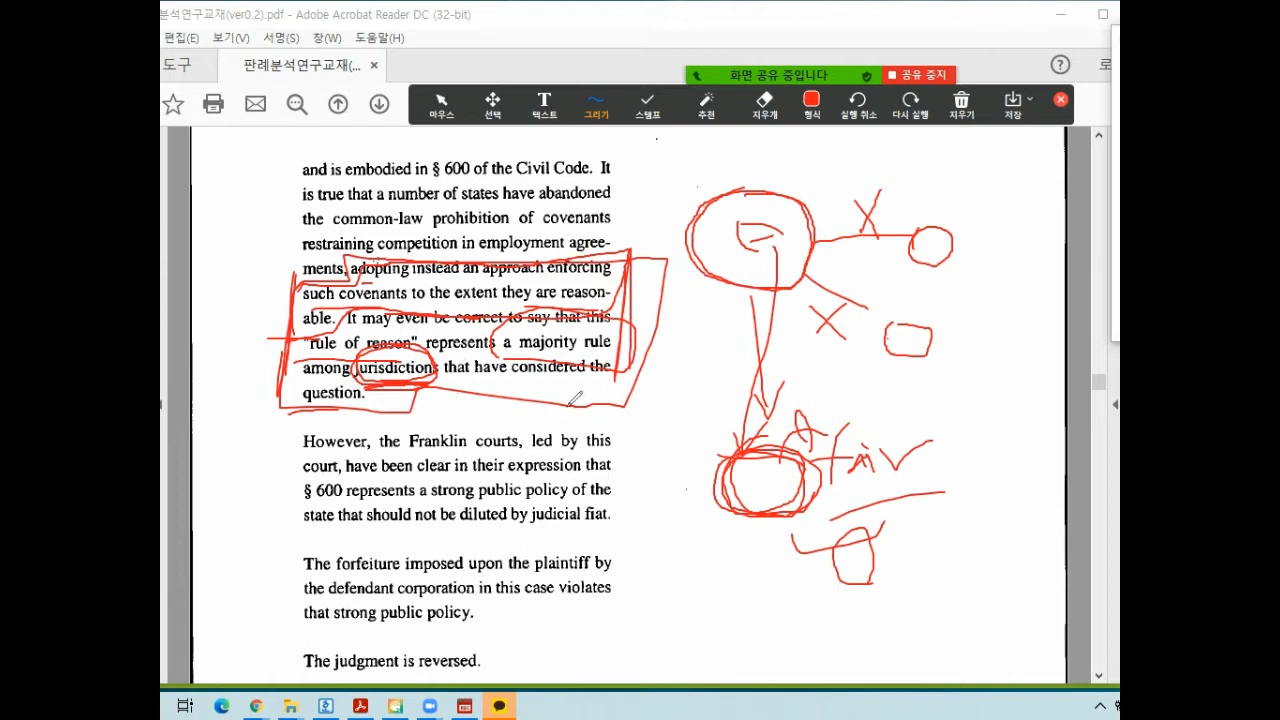 분석연구교재(ver0.2).pdf - Adobe Acrobat Reader DC (32-bit)
편집(E) 보기(V) 서명(S) 창(W) 도움말(H)
도구 판례분석연구교재(... × ? 로
화면 공유 중입니다 공유 중지
마우스 선택 텍스트 그리기 스탬프 추천 지우개 형식 실행 취소 다시 실행 지우기 저장
and is embodied in § 600 of the Civil Code. It
is true that a number of states have abandoned
the common-law prohibition of covenants
restraining competition in employment agree-
ments, adopting instead an approach enforcing
such covenants to the extent they are reason-
able. It may even be correct to say that this
"rule of reason" represents a majority rule
among jurisdictions that have considered the
question.
However, the Franklin courts, led by this
court, have been clear in their expression that
§ 600 represents a strong public policy of the
state that should not be diluted by judicial fiat.
The forfeiture imposed upon the plaintiff by
the defendant corporation in this case violates
that strong public policy.
The judgment is reversed.
X
X
A
fair